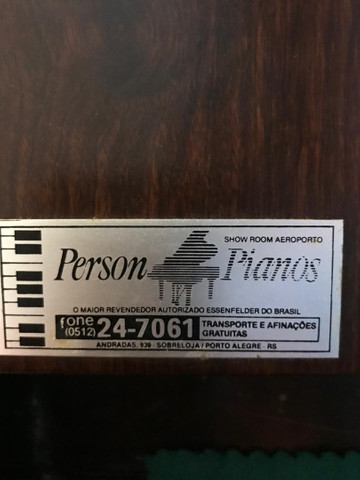 SHOW ROOM AEROPORTO
Person Pianos
O MAIOR REVENDEDOR AUTORIZADO ESSENFELDER DO BRASIL
fone (0512) 24-7061 TRANSPORTE E AFINAÇÕES GRATUITAS
ANDRADAS, 939 - SOBRELOJA / PORTO ALEGRE - RS